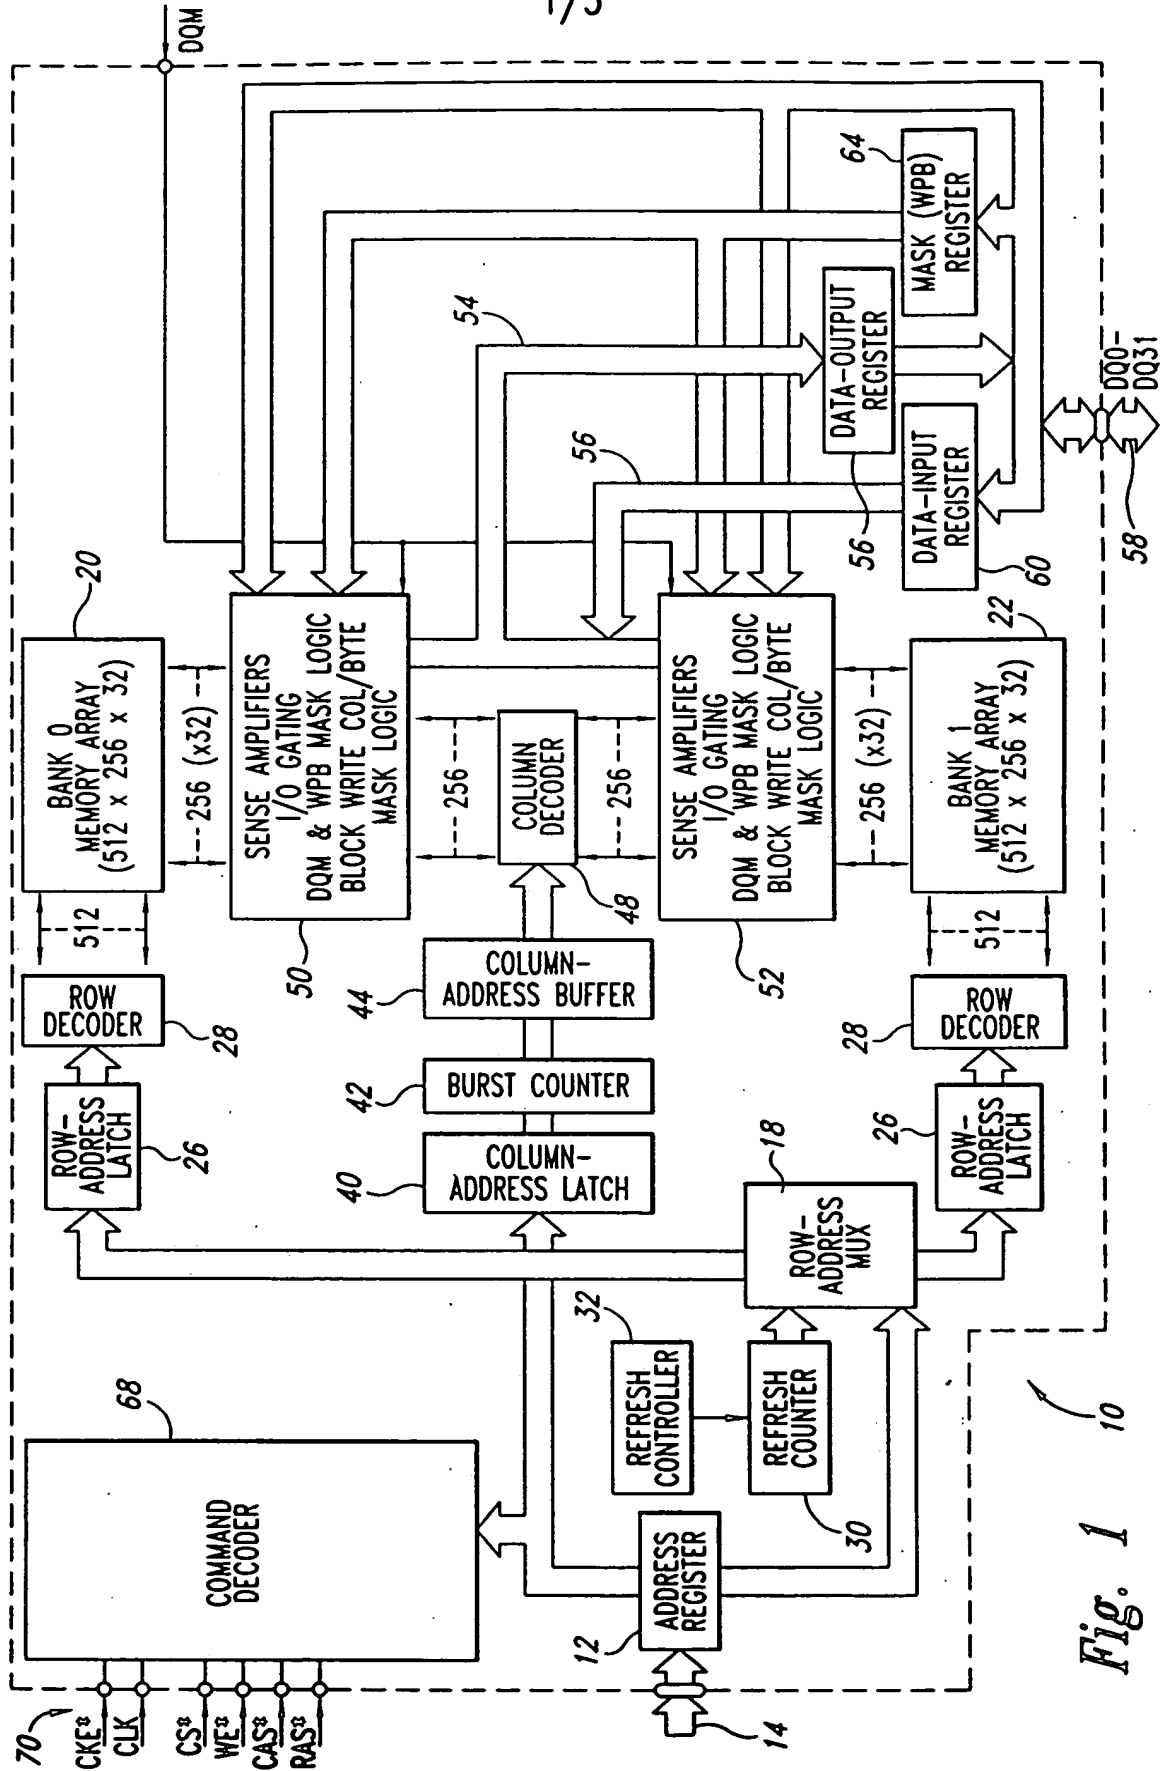 1/5
DQM
BANK 0
MEMORY ARRAY
(512 x 256 x 32)
20
512
256 (x32)
ROW
DECODER
28
ROW-
ADDRESS
LATCH
26
SENSE AMPLIFIERS
I/O GATING
DQM & WPB MASK LOGIC
BLOCK WRITE COL/BYTE
MASK LOGIC
50
256
COLUMN
DECODER
48
256
COLUMN-
ADDRESS BUFFER
44
BURST COUNTER
42
COLUMN-
ADDRESS LATCH
40
SENSE AMPLIFIERS
I/O GATING
DQM & WPB MASK LOGIC
BLOCK WRITE COL/BYTE
MASK LOGIC
52
256 (x32)
BANK 1
MEMORY ARRAY
(512 x 256 x 32)
22
512
ROW
DECODER
28
ROW-
ADDRESS
LATCH
26
ROW-
ADDRESS
MUX
18
54
56
DATA-OUTPUT
REGISTER
56
DATA-INPUT
REGISTER
60
MASK (WPB)
REGISTER
64
DQ0-
DQ31
58
COMMAND
DECODER
68
REFRESH
CONTROLLER
32
REFRESH
COUNTER
30
ADDRESS
REGISTER
12
14
70
CKE*
CLK
CS*
WE*
CAS*
RAS*
10
Fig. 1